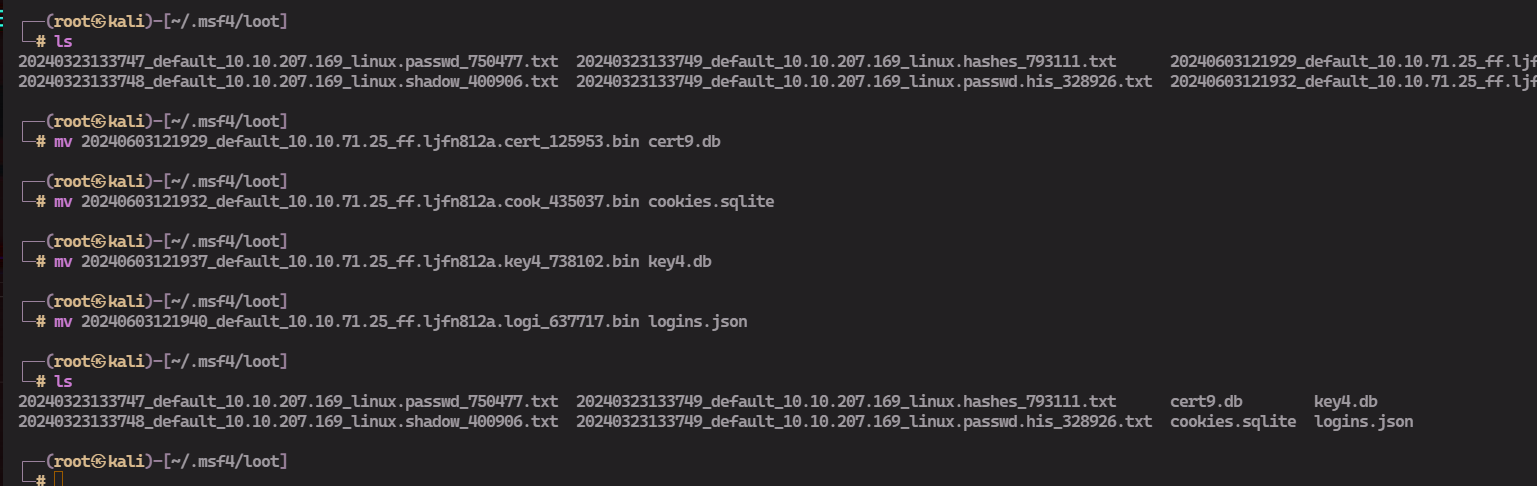 ┌──(root㉿kali)-[~/.msf4/loot]
└─# ls
20240323133747_default_10.10.207.169_linux.passwd_750477.txt  20240323133749_default_10.10.207.169_linux.hashes_793111.txt      20240603121929_default_10.10.71.25_ff.ljf
20240323133748_default_10.10.207.169_linux.shadow_400906.txt  20240323133749_default_10.10.207.169_linux.passwd.his_328926.txt  20240603121932_default_10.10.71.25_ff.ljf
┌──(root㉿kali)-[~/.msf4/loot]
└─# mv 20240603121929_default_10.10.71.25_ff.ljfn812a.cert_125953.bin cert9.db
┌──(root㉿kali)-[~/.msf4/loot]
└─# mv 20240603121932_default_10.10.71.25_ff.ljfn812a.cook_435037.bin cookies.sqlite
┌──(root㉿kali)-[~/.msf4/loot]
└─# mv 20240603121937_default_10.10.71.25_ff.ljfn812a.key4_738102.bin key4.db
┌──(root㉿kali)-[~/.msf4/loot]
└─# mv 20240603121940_default_10.10.71.25_ff.ljfn812a.logi_637717.bin logins.json
┌──(root㉿kali)-[~/.msf4/loot]
└─# ls
20240323133747_default_10.10.207.169_linux.passwd_750477.txt  20240323133749_default_10.10.207.169_linux.hashes_793111.txt      cert9.db        key4.db
20240323133748_default_10.10.207.169_linux.shadow_400906.txt  20240323133749_default_10.10.207.169_linux.passwd.his_328926.txt  cookies.sqlite  logins.json
┌──(root㉿kali)-[~/.msf4/loot]
└─#